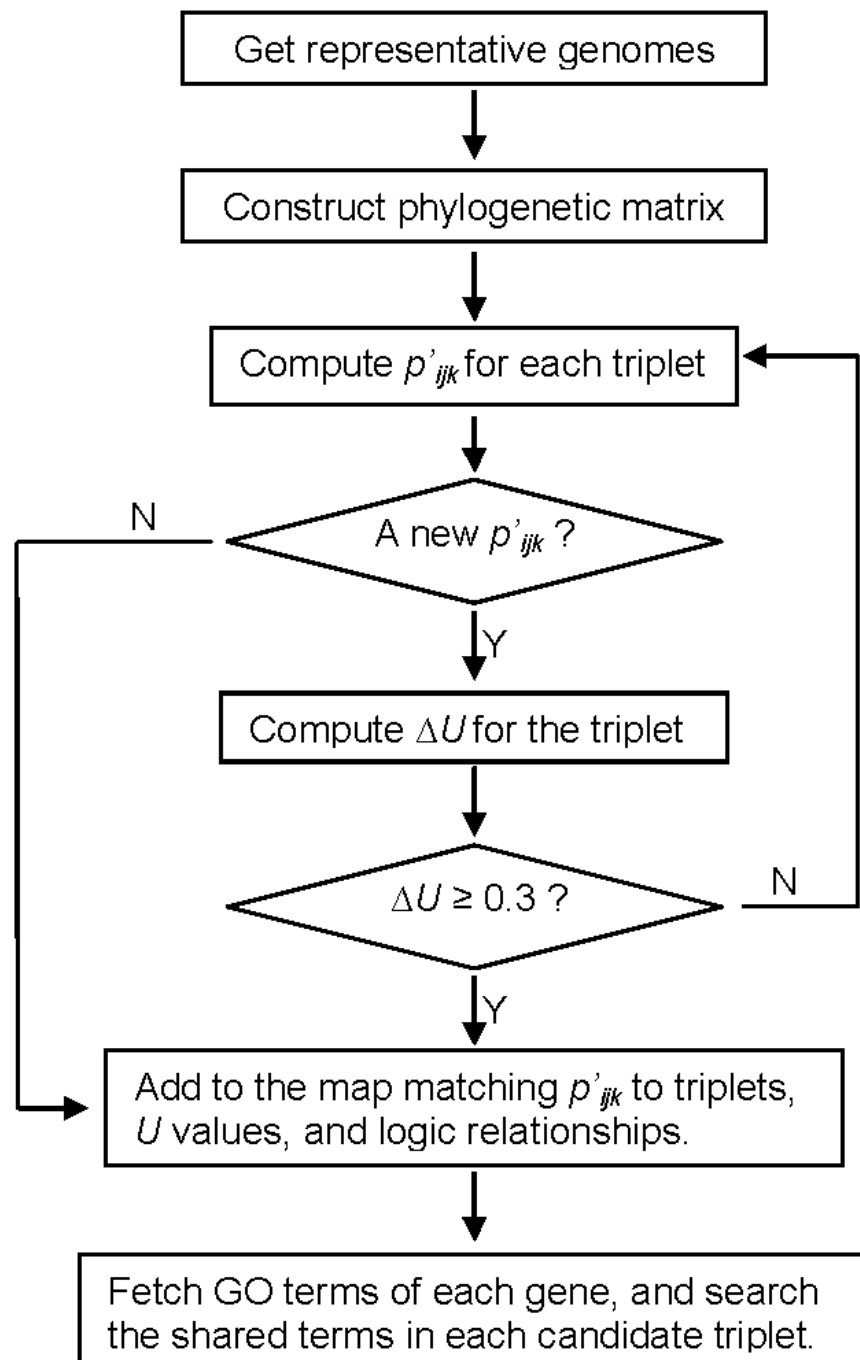 Get representative genomes
Construct phylogenetic matrix
Compute p'ijk for each triplet
N
A new p'ijk ?
Y
Compute ΔU for the triplet
ΔU ≥ 0.3 ?
N
Y
Add to the map matching p'ijk to triplets,
U values, and logic relationships.
Fetch GO terms of each gene, and search
the shared terms in each candidate triplet.